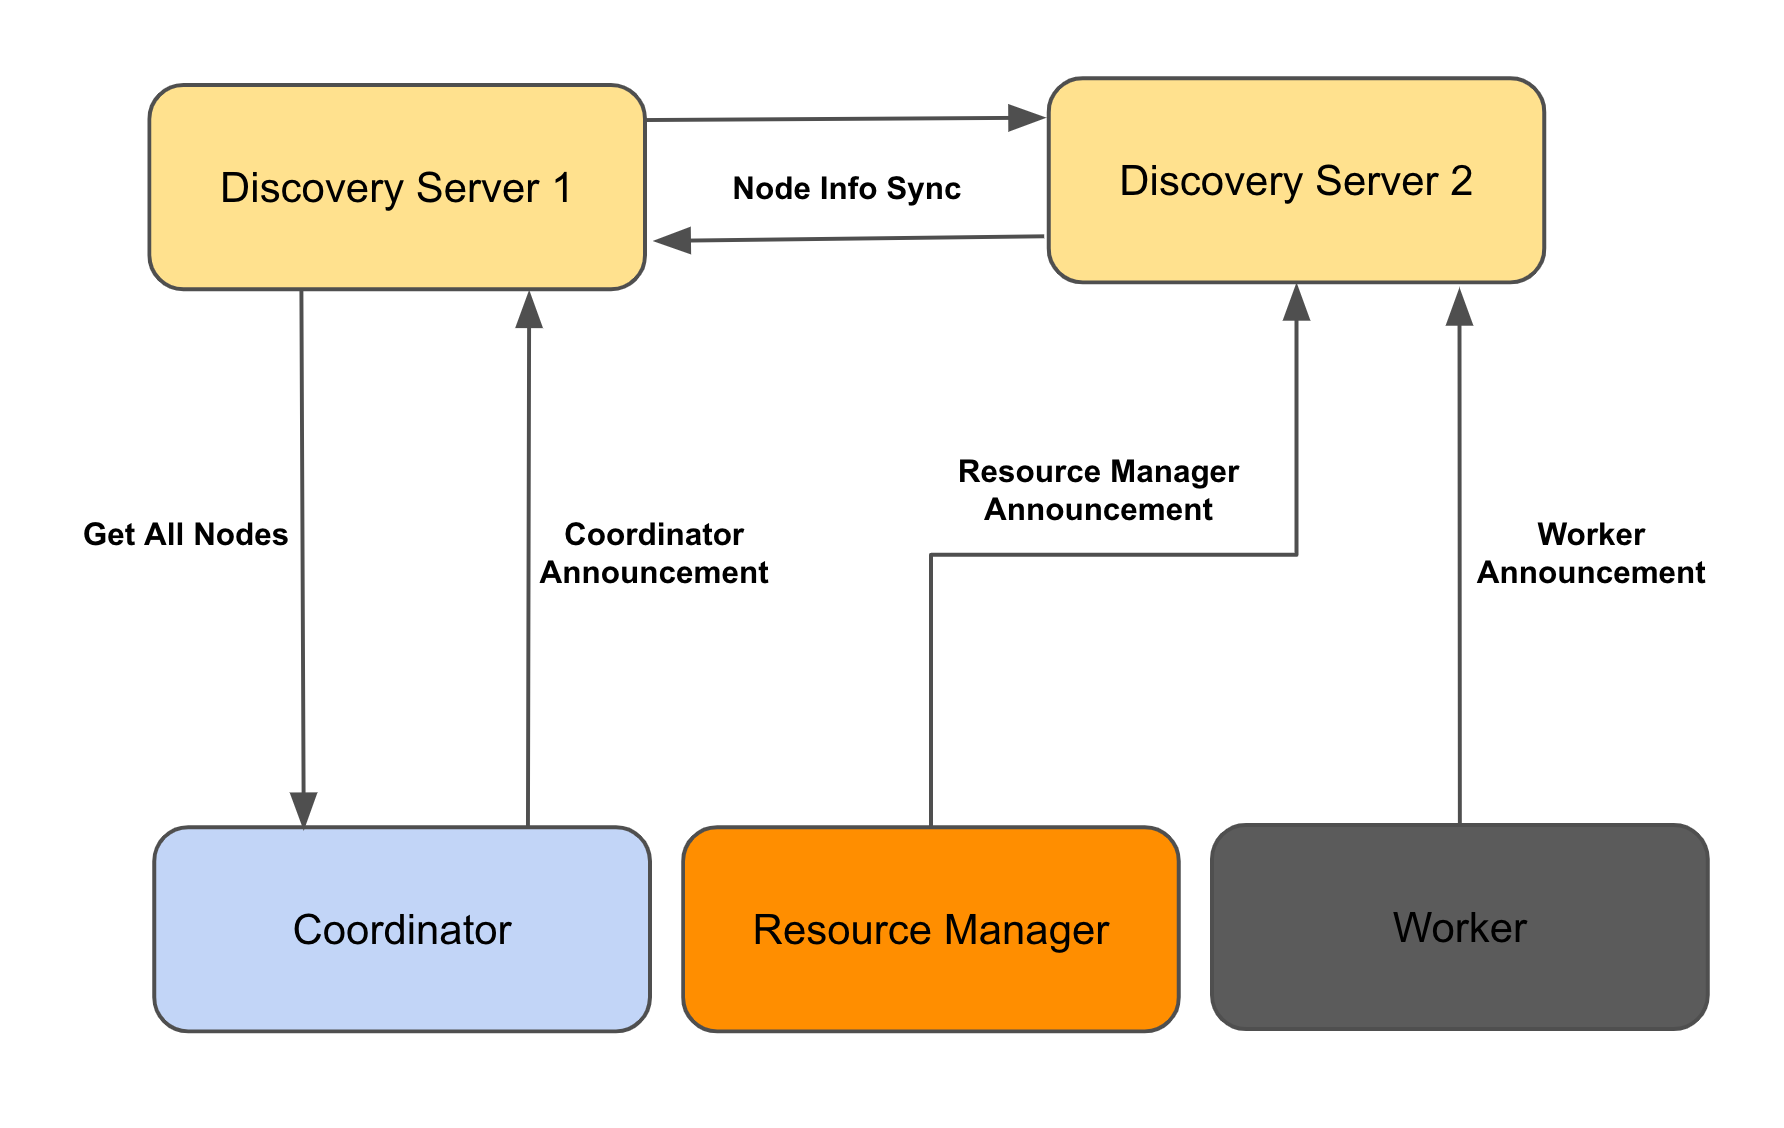 Discovery Server 1
Node Info Sync
Discovery Server 2
Get All Nodes
Coordinator
Announcement
Resource Manager
Announcement
Worker
Announcement
Coordinator
Resource Manager
Worker